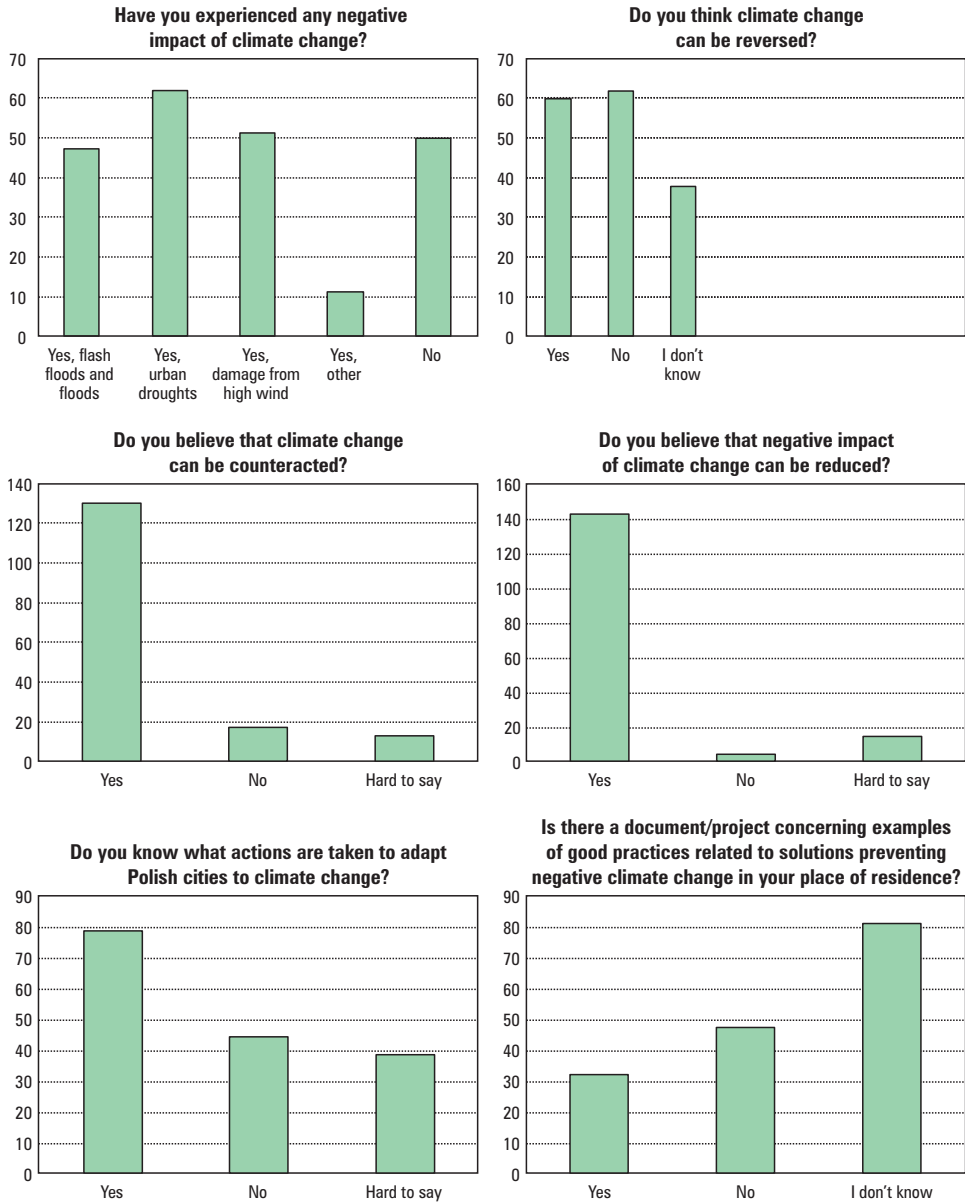 Have you experienced any negative
impact of climate change?
70
60
50
40
30
20
10
0
Yes, flash
floods and
floods
Yes,
urban
droughts
Yes,
damage from
high wind
Yes,
other
No
Do you think climate change
can be reversed?
70
60
50
40
30
20
10
0
Yes
No
I don't
know
Do you believe that climate change
can be counteracted?
140
120
100
80
60
40
20
0
Yes
No
Hard to say
Do you believe that negative impact
of climate change can be reduced?
160
140
120
100
80
60
40
20
0
Yes
No
Hard to say
Do you know what actions are taken to adapt
Polish cities to climate change?
90
80
70
60
50
40
30
20
10
0
Yes
No
Hard to say
Is there a document/project concerning examples
of good practices related to solutions preventing
negative climate change in your place of residence?
90
80
70
60
50
40
30
20
10
0
Yes
No
I don't know